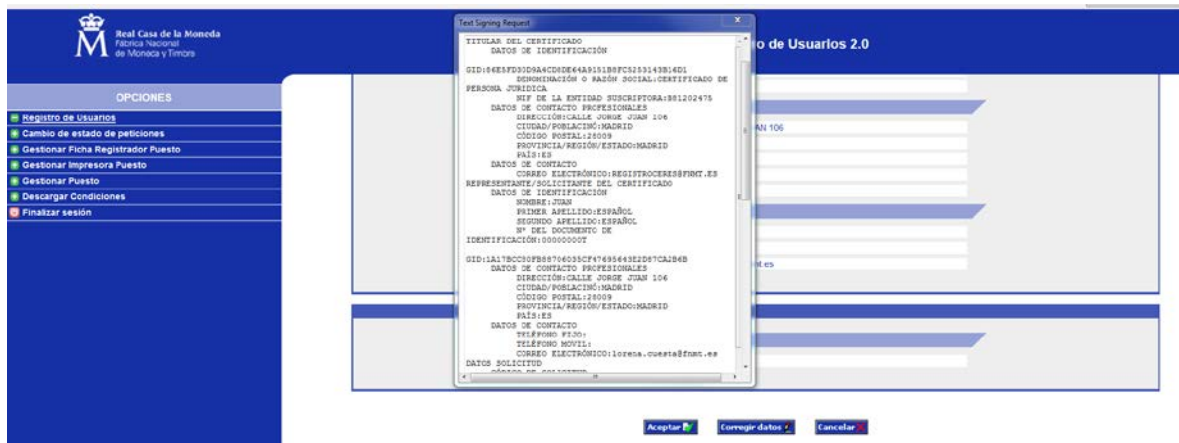 Real Casa de la Moneda
Fábrica Nacional
de Moneda y Timbre
o de Usuarios 2.0
OPCIONES
Registro de Usuarios
Cambio de estado de peticiones
Gestionar Ficha Registrador Puesto
Gestionar Impresora Puesto
Gestionar Puesto
Descargar Condiciones
Finalizar sesión
Text Signing Request
TITULAR DEL CERTIFICADO
DATOS DE IDENTIFICACIÓN
DENOMINACIÓN O RAZÓN SOCIAL:CERTIFICADO DE
PERSONA JURIDICA
NIF DE LA ENTIDAD SUSCRIPTORA:B81202475
DATOS DE CONTACTO PROFESIONALES
DIRECCIÓN:CALLE JORGE JUAN 106
CIUDAD/POBLACINÓ:MADRID
CÓDIGO POSTAL:28009
PROVINCIA/REGIÓN/ESTADO:MADRID
PAÍS:ES
DATOS DE CONTACTO
CORREO ELECTRÓNICO:REGISTROCERES@FNMT.ES
REPRESENTANTE/SOLICITANTE DEL CERTIFICADO
DATOS DE IDENTIFICACIÓN
NOMBRE:JUAN
PRIMER APELLIDO:ESPAÑOL
SEGUNDO APELLIDO:ESPAÑOL
Nº DEL DOCUMENTO DE
IDENTIFICACIÓN:00000000T
DATOS DE CONTACTO PROFESIONALES
DIRECCIÓN:CALLE JORGE JUAN 106
CIUDAD/POBLACINÓ:MADRID
CÓDIGO POSTAL:28009
PROVINCIA/REGIÓN/ESTADO:MADRID
PAÍS:ES
DATOS DE CONTACTO
TELÉFONO FIJO:
TELÉFONO MOVIL:
CORREO ELECTRÓNICO:lorena.cuesta@fnmt.es
DATOS SOLICITUD
CÓDIGO DE SOLICITUD
AN 106
nt.es
Aceptar
Corregir datos
Cancelar